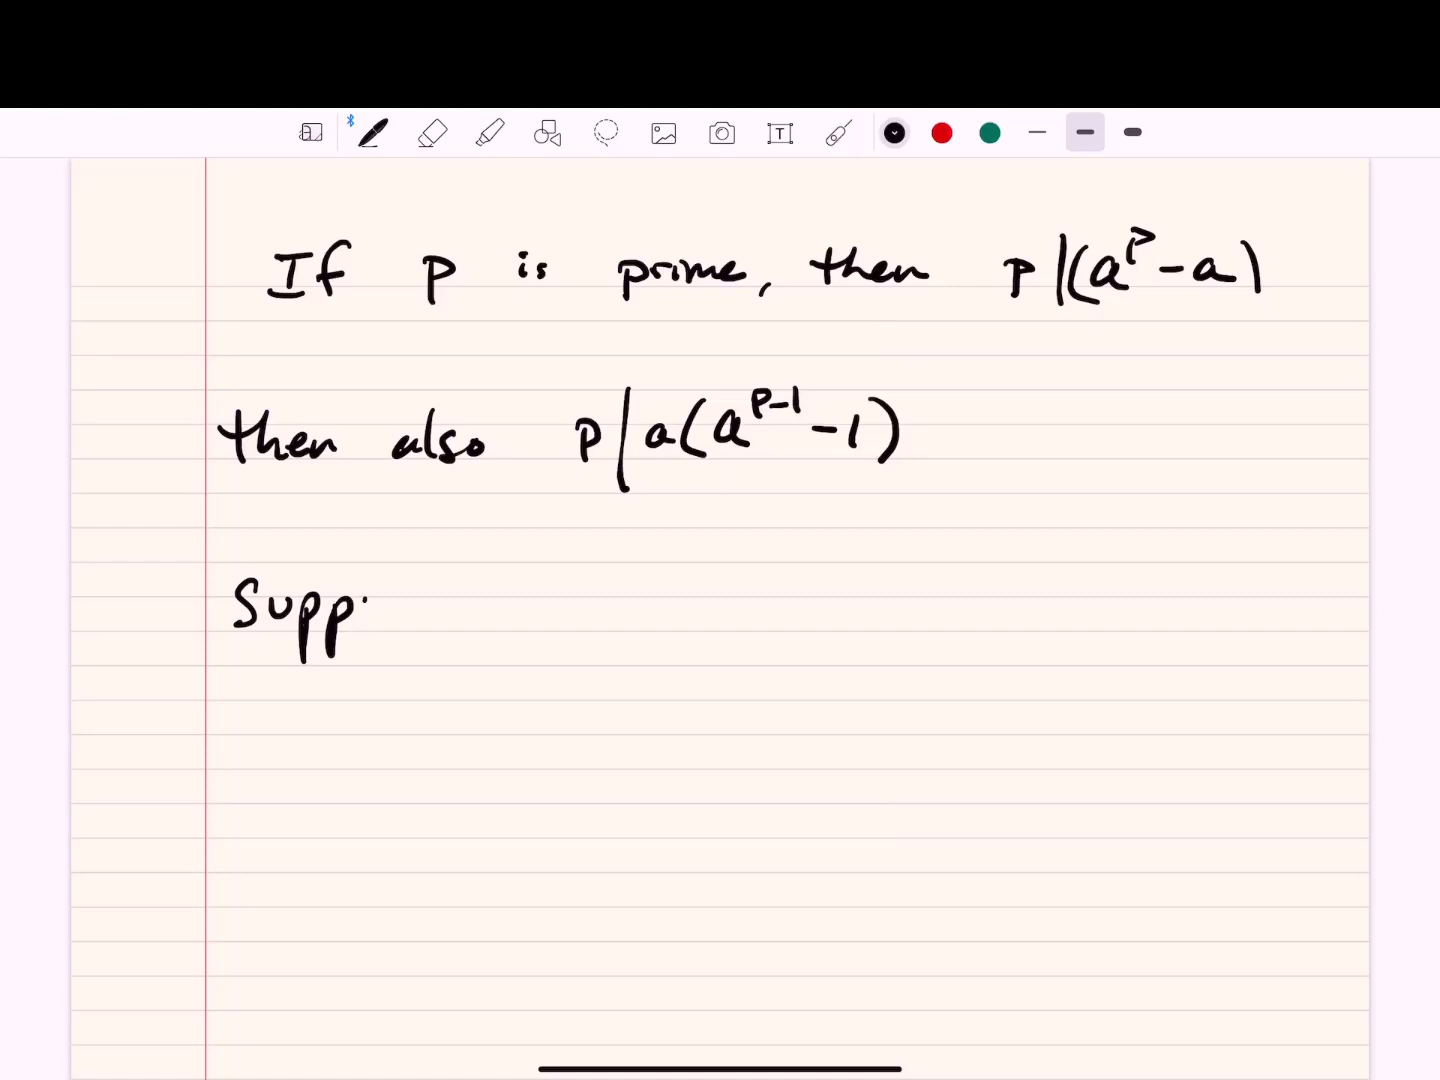 If p is prime, then p|(a^p - a)
then also p|a(a^{p-1} - 1)
Supp